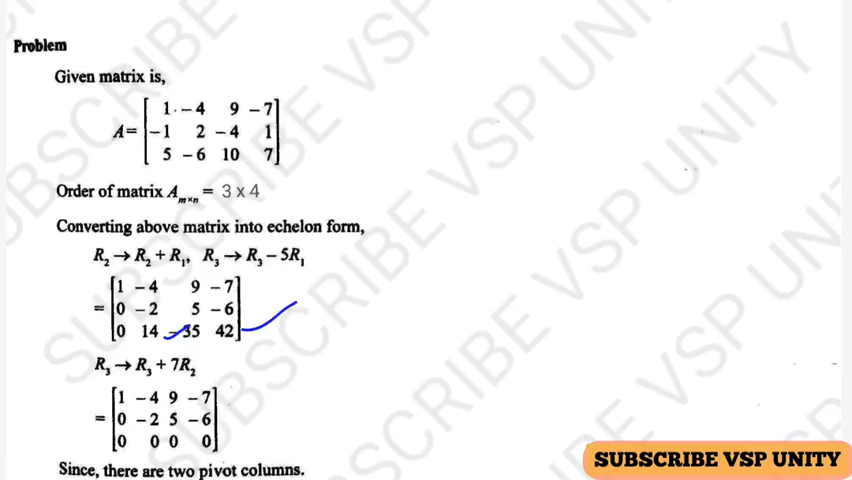 Problem
Given matrix is,
A= [ 1 -4 9 -7
-1 2 -4 1
5 -6 10 7 ]
Order of matrix A m×n = 3 x 4
Converting above matrix into echelon form,
R2 → R2 + R1, R3 → R3 - 5R1
= [ 1 -4 9 -7
0 -2 5 -6
0 14 -35 42 ]
R3 → R3 + 7R2
= [ 1 -4 9 -7
0 -2 5 -6
0 0 0 0 ]
Since, there are two pivot columns.
SUBSCRIBE VSP UNITY